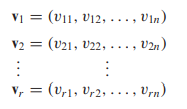 v₁ = (v₁₁, v₁₂, . . . , v₁ₙ)
v₂ = (v₂₁, v₂₂, . . . , v₂ₙ)
⋮ ⋮
vᵣ = (vᵣ₁, vᵣ₂, . . . , vᵣₙ)